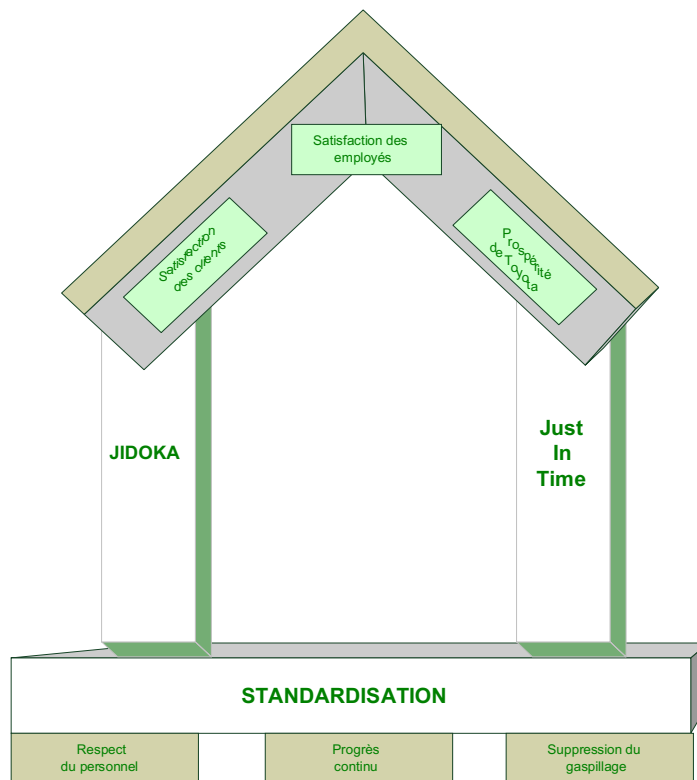 Satisfaction des
employés
Satisfaction
des clients
Prospérité
de Toyota
JIDOKA
Just
In
Time
STANDARDISATION
Respect
du personnel
Progrès
continu
Suppression du
gaspillage